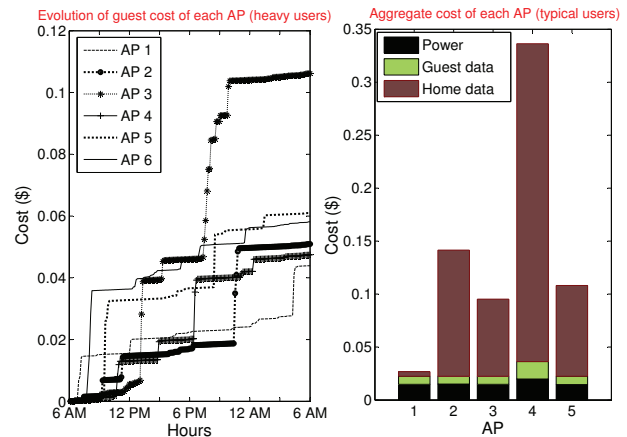 Evolution of guest cost of each AP (heavy users)
AP 1
AP 2
AP 3
AP 4
AP 5
AP 6
0.12
0.1
0.08
0.06
0.04
0.02
0
Cost ($)
6 AM 12 PM 6 PM 12 AM 6 AM
Hours
Aggregate cost of each AP (typical users)
Power
Guest data
Home data
0.35
0.3
0.25
0.2
0.15
0.1
0.05
0
Cost ($)
1 2 3 4 5
AP